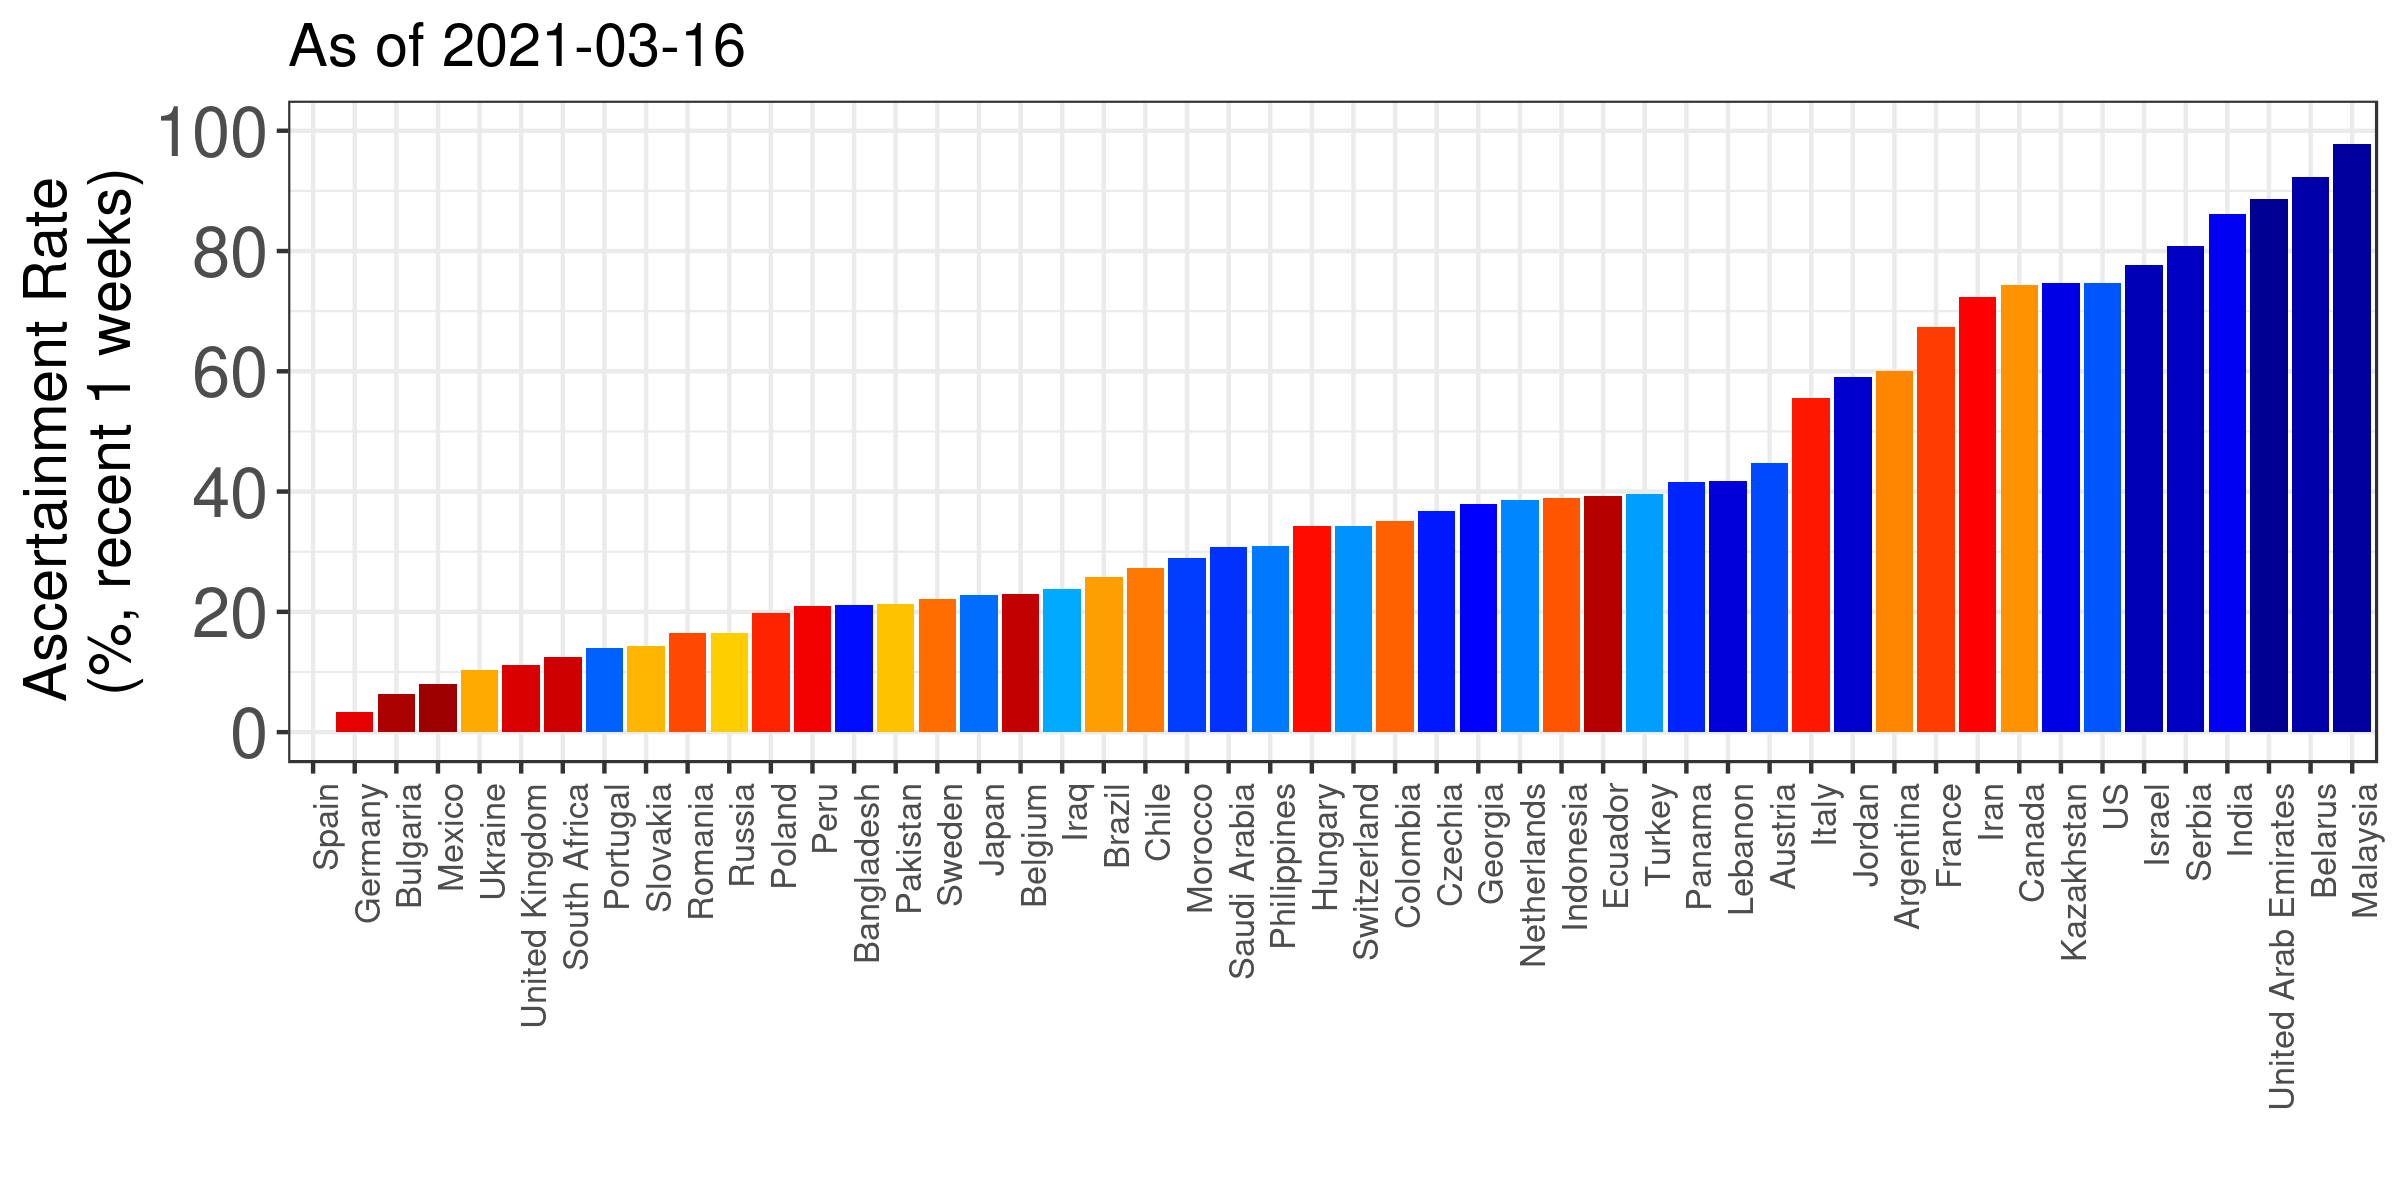 As of 2021-03-16
Ascertainment Rate
(%, recent 1 weeks)
100
80
60
40
20
0
Spain
Germany
Bulgaria
Mexico
Ukraine
United Kingdom
South Africa
Portugal
Slovakia
Romania
Russia
Poland
Peru
Bangladesh
Pakistan
Sweden
Japan
Belgium
Iraq
Brazil
Chile
Morocco
Saudi Arabia
Philippines
Hungary
Switzerland
Colombia
Czechia
Georgia
Netherlands
Indonesia
Ecuador
Turkey
Panama
Lebanon
Austria
Italy
Jordan
Argentina
France
Iran
Canada
Kazakhstan
US
Israel
Serbia
India
United Arab Emirates
Belarus
Malaysia